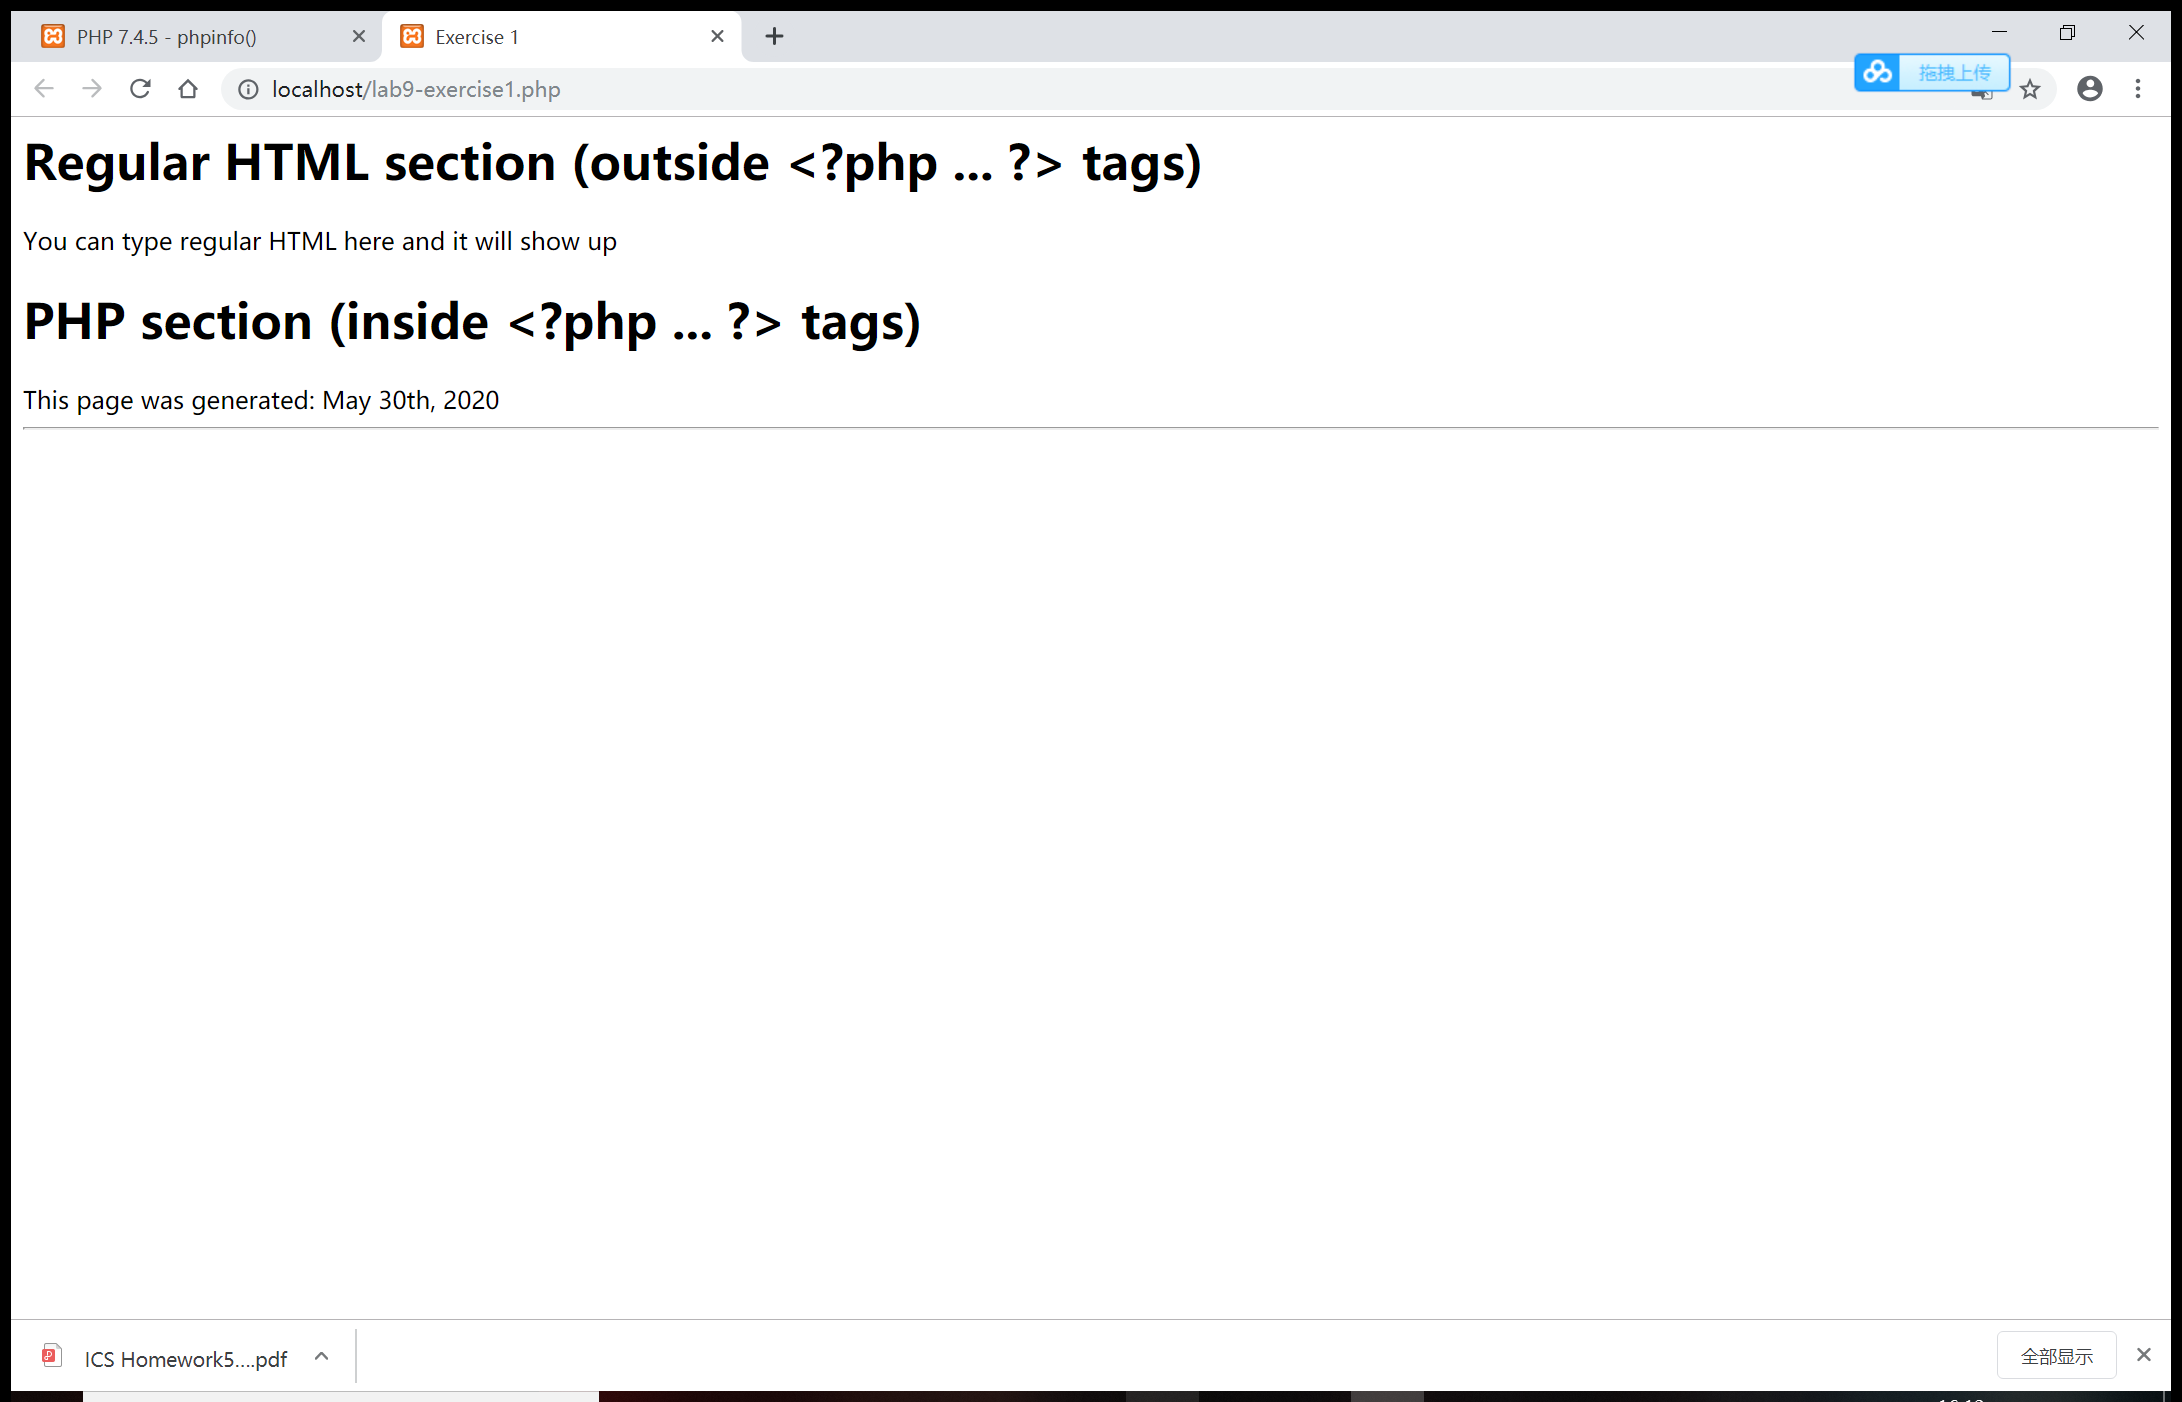 PHP 7.4.5 - phpinfo()
Exercise 1
localhost/lab9-exercise1.php
拖拽上传
Regular HTML section (outside <?php ... ?> tags)
You can type regular HTML here and it will show up
PHP section (inside <?php ... ?> tags)
This page was generated: May 30th, 2020
ICS Homework5....pdf
全部显示